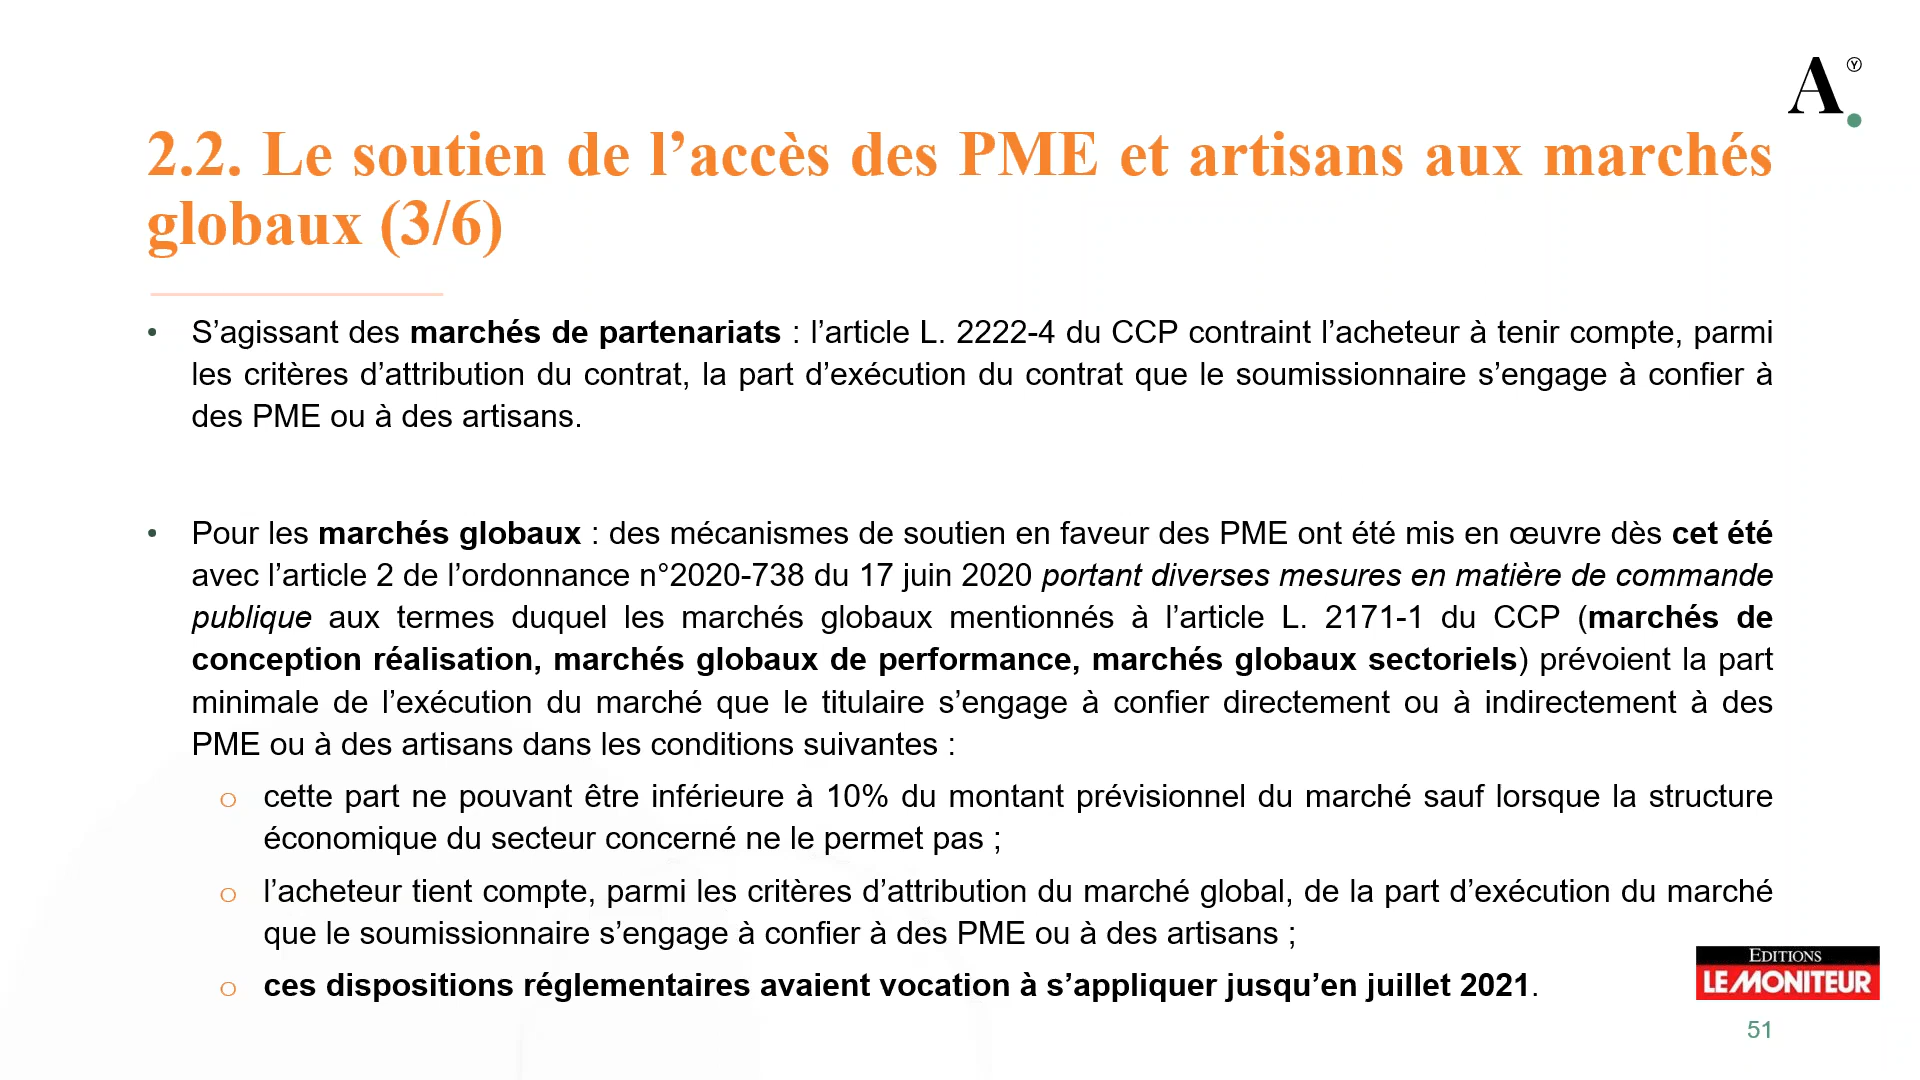 A
Y
2.2. Le soutien de l’accès des PME et artisans aux marchés
globaux (3/6)
• S’agissant des marchés de partenariats : l’article L. 2222-4 du CCP contraint l’acheteur à tenir compte, parmi
les critères d’attribution du contrat, la part d’exécution du contrat que le soumissionnaire s’engage à confier à
des PME ou à des artisans.
• Pour les marchés globaux : des mécanismes de soutien en faveur des PME ont été mis en œuvre dès cet été
avec l’article 2 de l’ordonnance n°2020-738 du 17 juin 2020 portant diverses mesures en matière de commande
publique aux termes duquel les marchés globaux mentionnés à l’article L. 2171-1 du CCP (marchés de
conception réalisation, marchés globaux de performance, marchés globaux sectoriels) prévoient la part
minimale de l’exécution du marché que le titulaire s’engage à confier directement ou à indirectement à des
PME ou à des artisans dans les conditions suivantes :
o cette part ne pouvant être inférieure à 10% du montant prévisionnel du marché sauf lorsque la structure
économique du secteur concerné ne le permet pas ;
o l’acheteur tient compte, parmi les critères d’attribution du marché global, de la part d’exécution du marché
que le soumissionnaire s’engage à confier à des PME ou à des artisans ;
o ces dispositions réglementaires avaient vocation à s’appliquer jusqu’en juillet 2021.
EDITIONS
LE MONITEUR
51